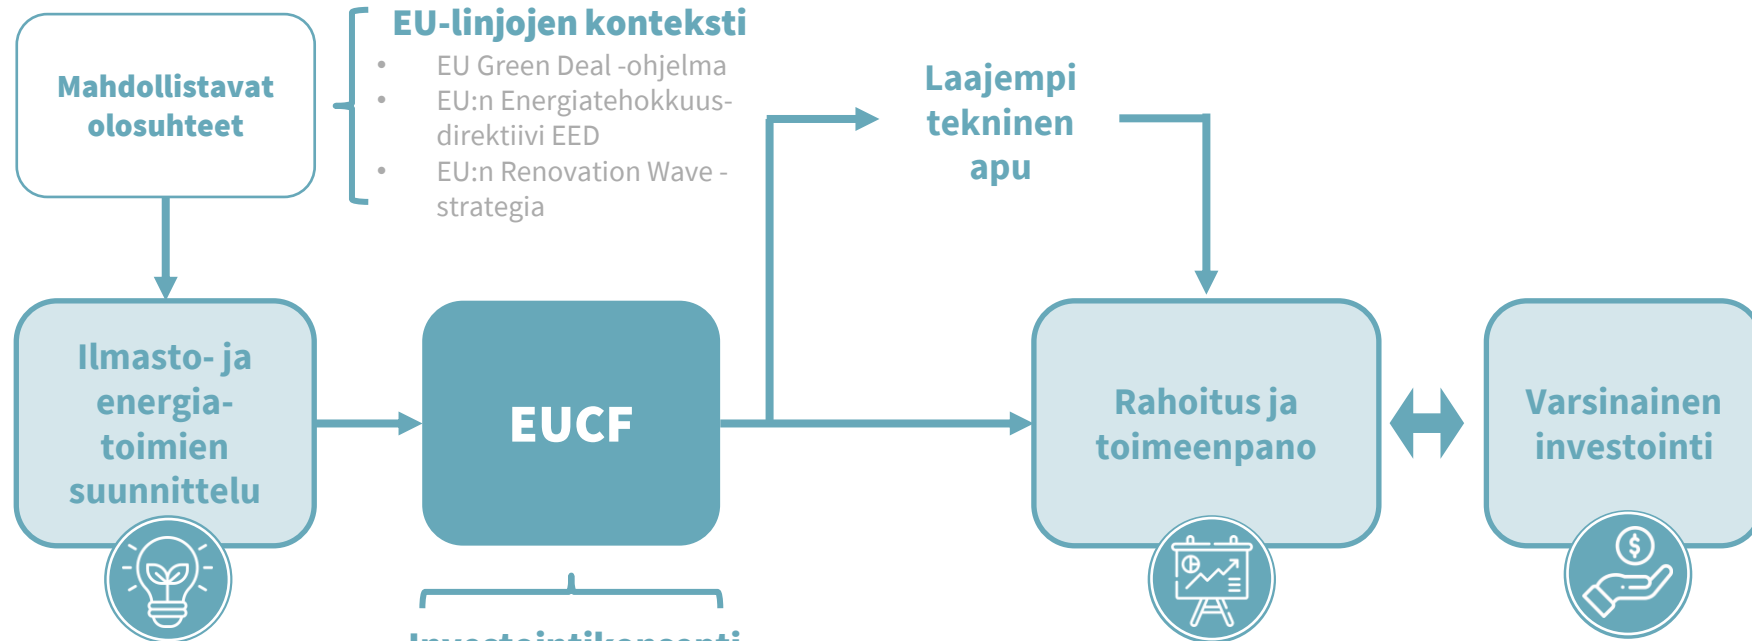 Mahdollistavat
olosuhteet
EU-linjojen konteksti
• EU Green Deal -ohjelma
• EU:n Energiatehokkuus-
direktiivi EED
• EU:n Renovation Wave -
strategia
Laajempi
tekninen
apu
Ilmasto- ja
energia-
toimien
suunnittelu
EUCF
Rahoitus ja
toimeenpano
Varsinainen
investointi
$
Investointikonsepti